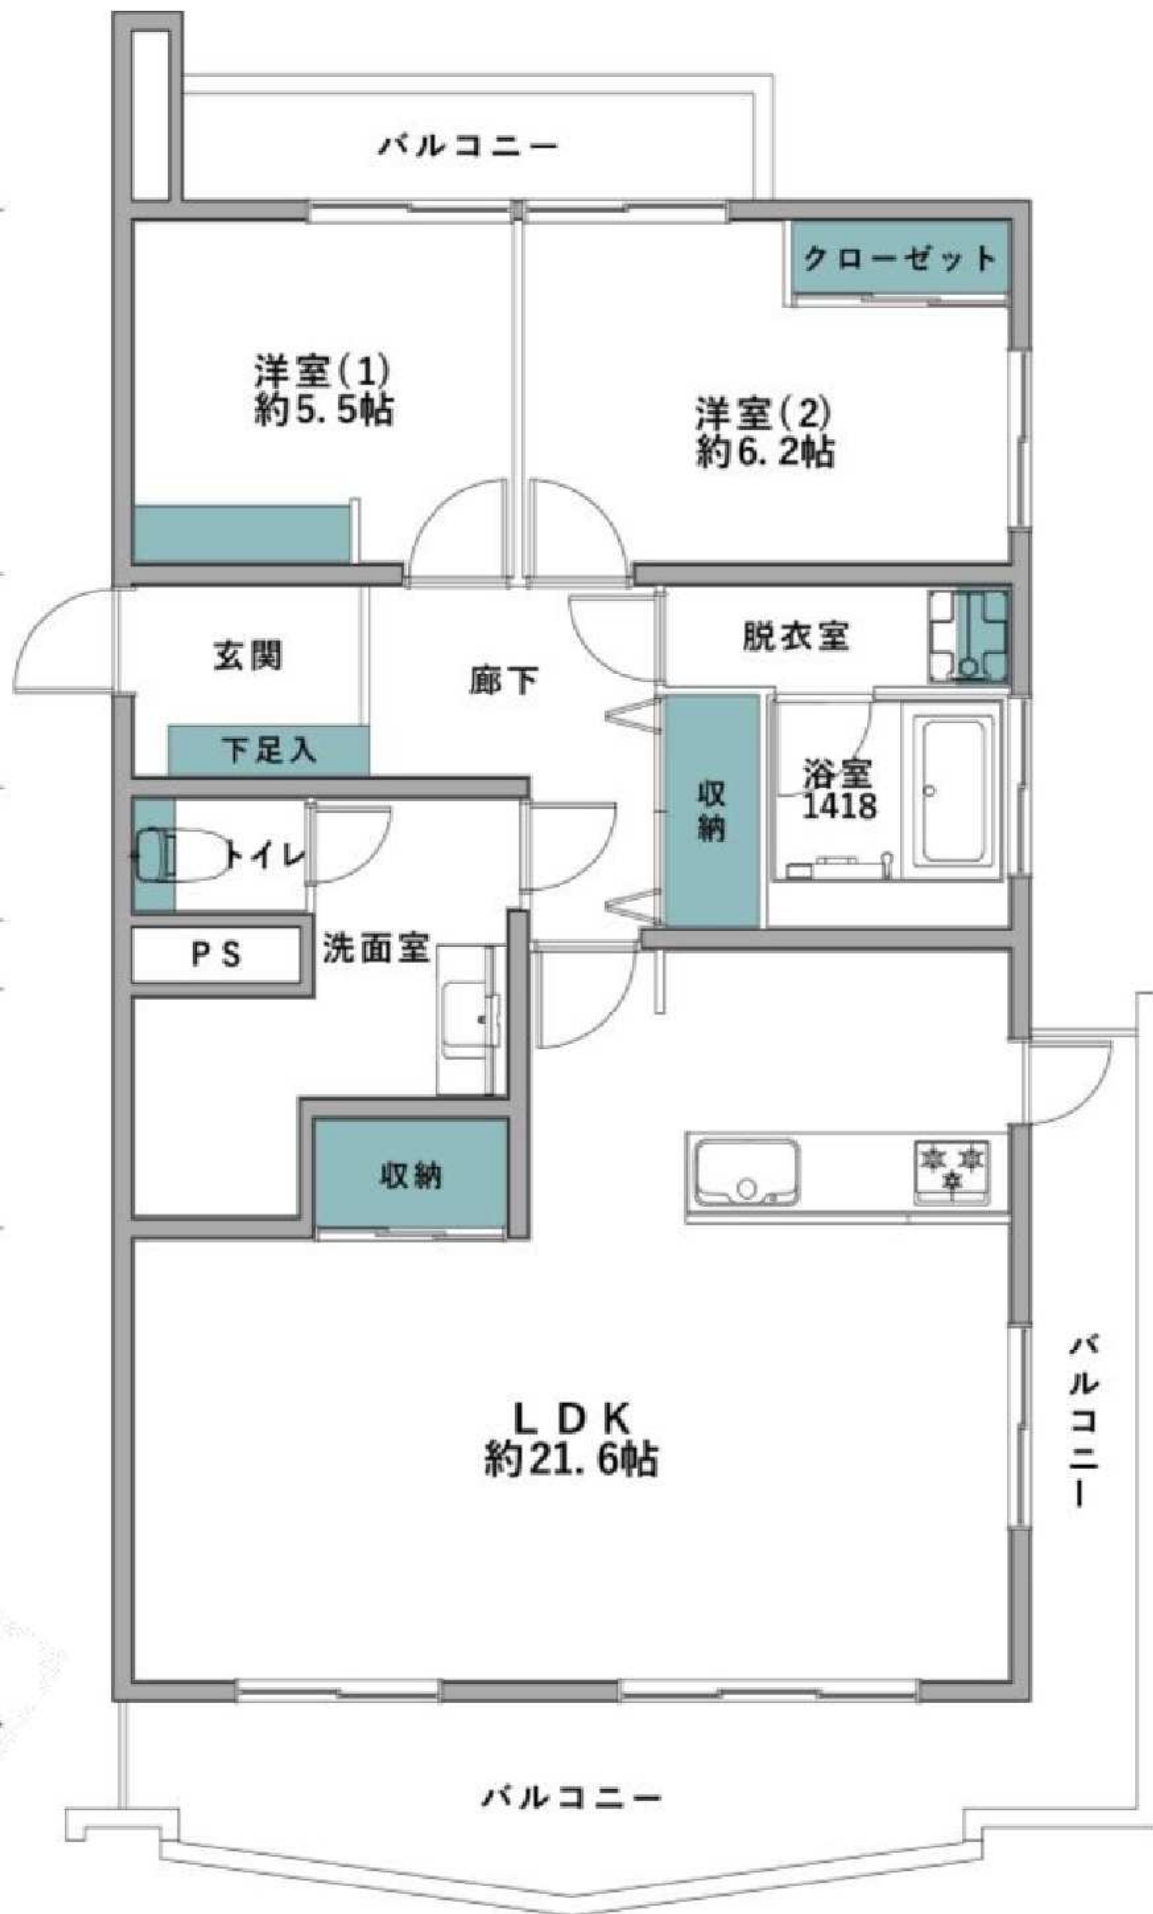 バルコニー
クローゼット
洋室(1)
約5.5帖
洋室(2)
約6.2帖
玄関
廊下
脱衣室
下足入
収納
浴室
1418
トイレ
PS
洗面室
収納
LDK
約21.6帖
バルコニー
バルコニー